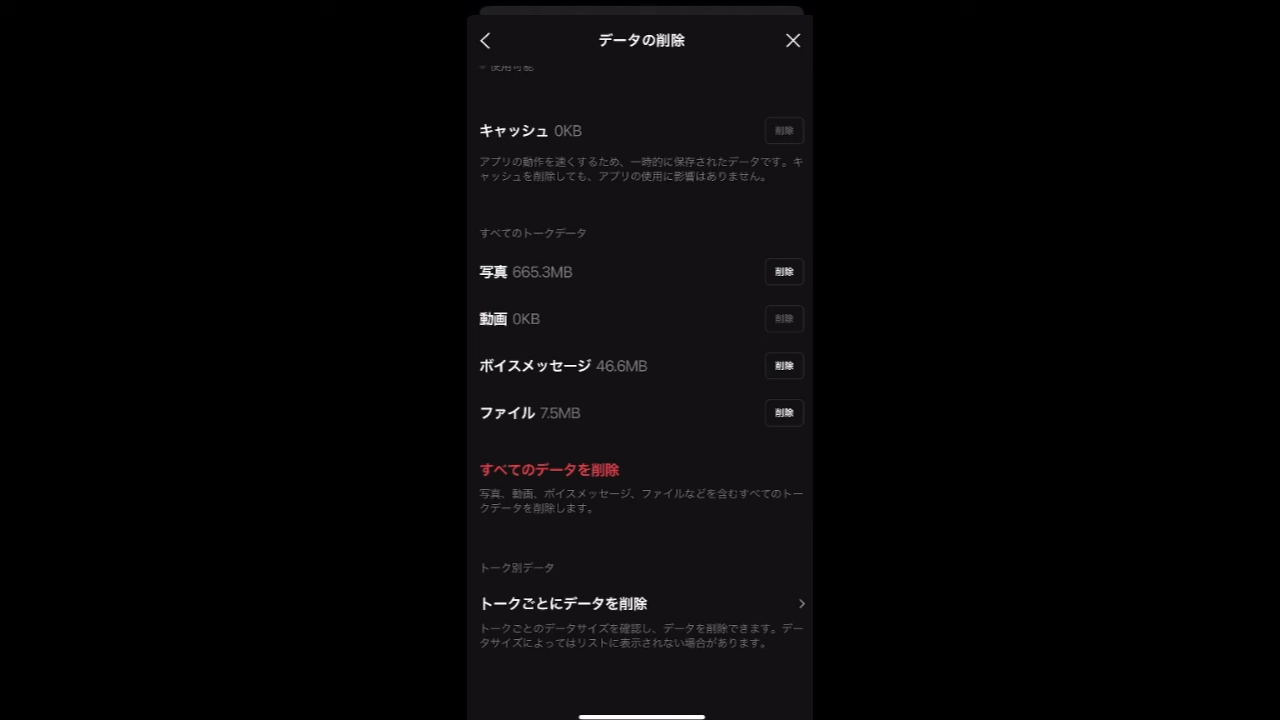 データの削除
使用可能
キャッシュ 0KB
削除
アプリの動作を速くするため、一時的に保存されたデータです。キ
ャッシュを削除しても、アプリの使用に影響はありません。
すべてのトークデータ
写真 665.3MB
削除
動画 0KB
削除
ボイスメッセージ 46.6MB
削除
ファイル 7.5MB
削除
すべてのデータを削除
写真、動画、ボイスメッセージ、ファイルなどを含むすべてのトー
クデータを削除します。
トーク別データ
トークごとにデータを削除
トークごとのデータサイズを確認し、データを削除できます。デー
タサイズによってはリストに表示されない場合があります。